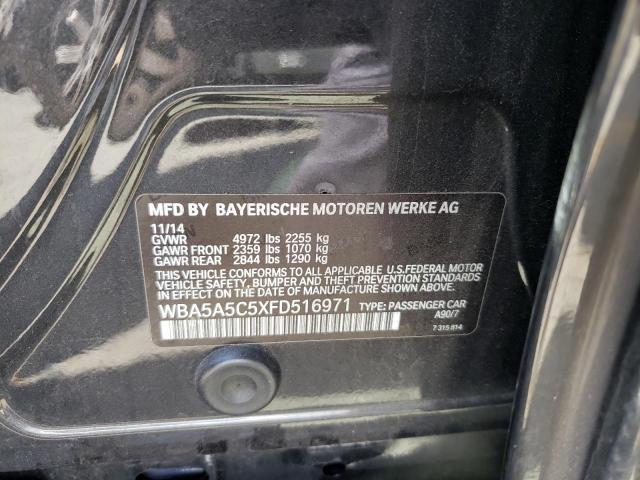 MFD BY BAYERISCHE MOTOREN WERKE AG
11/14
GVWR 4972 lbs 2255 kg
GAWR FRONT 2359 lbs 1070 kg
GAWR REAR 2844 lbs 1290 kg
THIS VEHICLE CONFORMS TO ALL APPLICABLE U.S.FEDERAL MOTOR
VEHICLE SAFETY, BUMPER AND THEFT PREVENTION STANDARDS
IN EFFECT ON THE DATE OF MANUFACTURE SHOWN ABOVE.
WBA5A5C5XFD516971 TYPE: PASSENGER CAR
A90/7
7 315 814